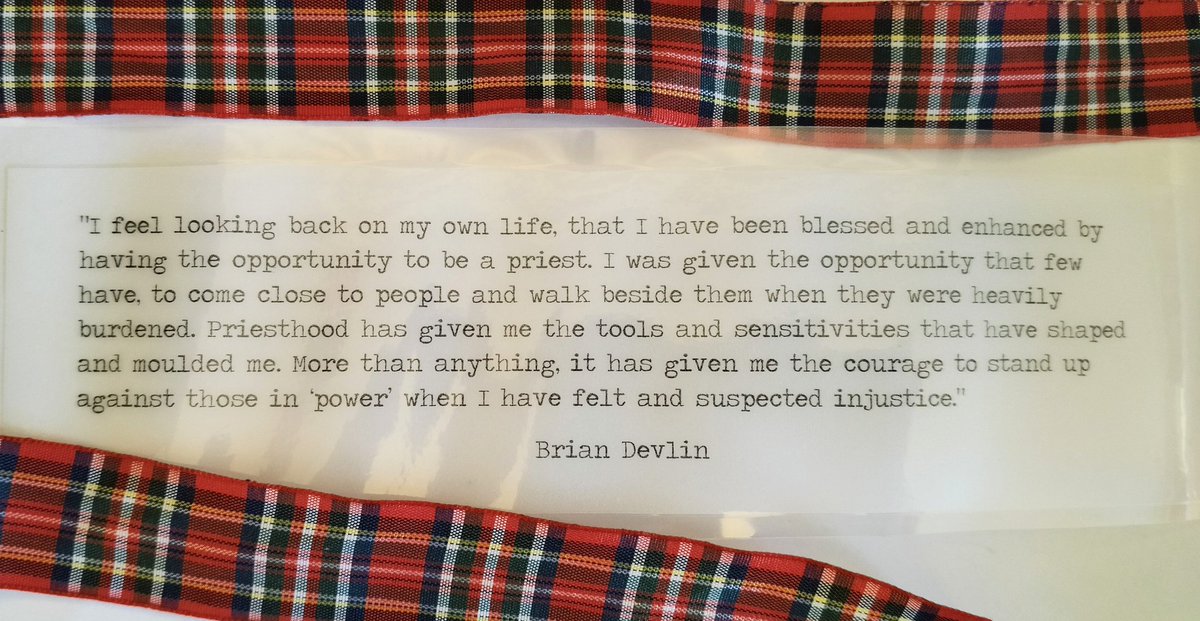 "I feel looking back on my own life, that I have been blessed and enhanced by
having the opportunity to be a priest. I was given the opportunity that few
have, to come close to people and walk beside them when they were heavily
burdened. Priesthood has given me the tools and sensitivities that have shaped
and moulded me. More than anything, it has given me the courage to stand up
against those in ‘power’ when I have felt and suspected injustice."
Brian Devlin